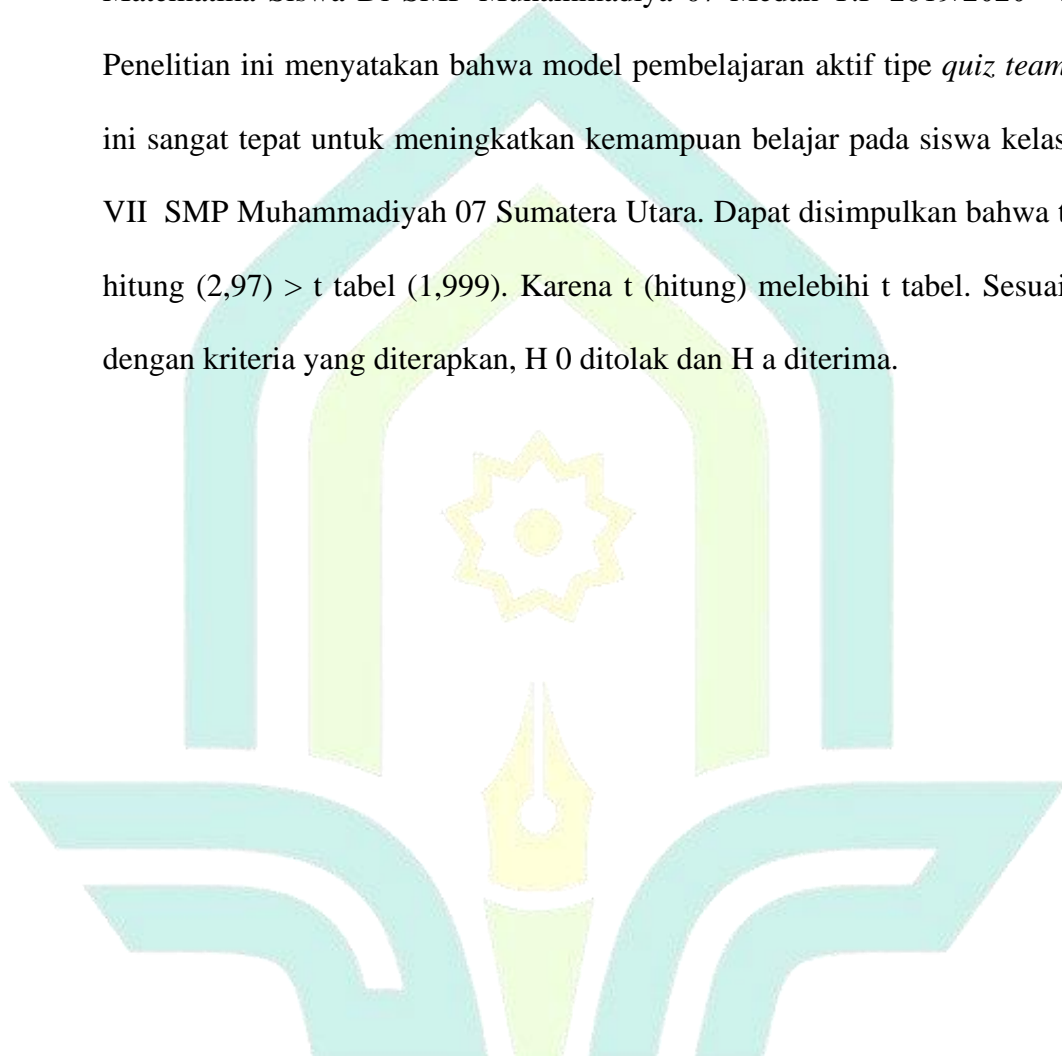 Penelitian ini menyatakan bahwa model pembelajaran aktif tipe quiz team
ini sangat tepat untuk meningkatkan kemampuan belajar pada siswa kelas
VII SMP Muhammadiyah 07 Sumatera Utara. Dapat disimpulkan bahwa t
hitung (2,97) > t tabel (1,999). Karena t (hitung) melebihi t tabel. Sesuai
dengan kriteria yang diterapkan, H 0 ditolak dan H a diterima.